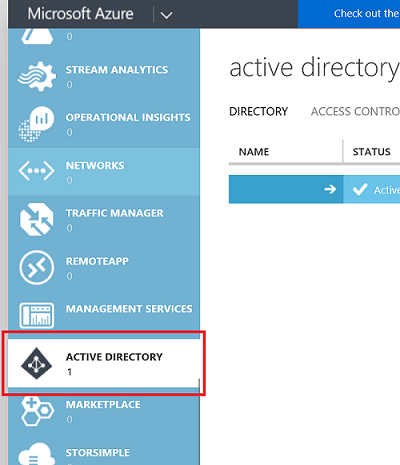 Microsoft Azure
Check out the
0
STREAM ANALYTICS
0
OPERATIONAL INSIGHTS
0
NETWORKS
0
TRAFFIC MANAGER
0
REMOTEAPP
0
MANAGEMENT SERVICES
ACTIVE DIRECTORY
1
MARKETPLACE
0
STORSIMPLE
0
active directory
DIRECTORY ACCESS CONTRO
NAME STATUS
Active